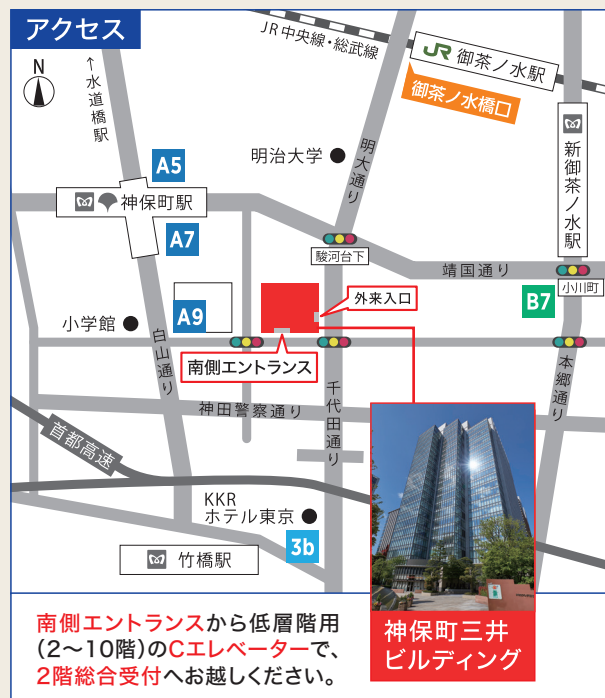 アクセス
JR中央線・総武線
JR 御茶ノ水駅
御茶ノ水橋口
N
↑水道橋駅
明治大学
明大通り
新御茶ノ水駅
A5
神保町駅
A7
駿河台下
靖国通り
小川町
B7
外来入口
小学館
A9
白山通り
南側エントランス
千代田通り
本郷通り
神田警察通り
首都高速
KKR
ホテル東京
3b
竹橋駅
神保町三井
ビルディング
南側エントランスから低層階用
(2〜10階)のCエレベーターで、
2階総合受付へお越しください。